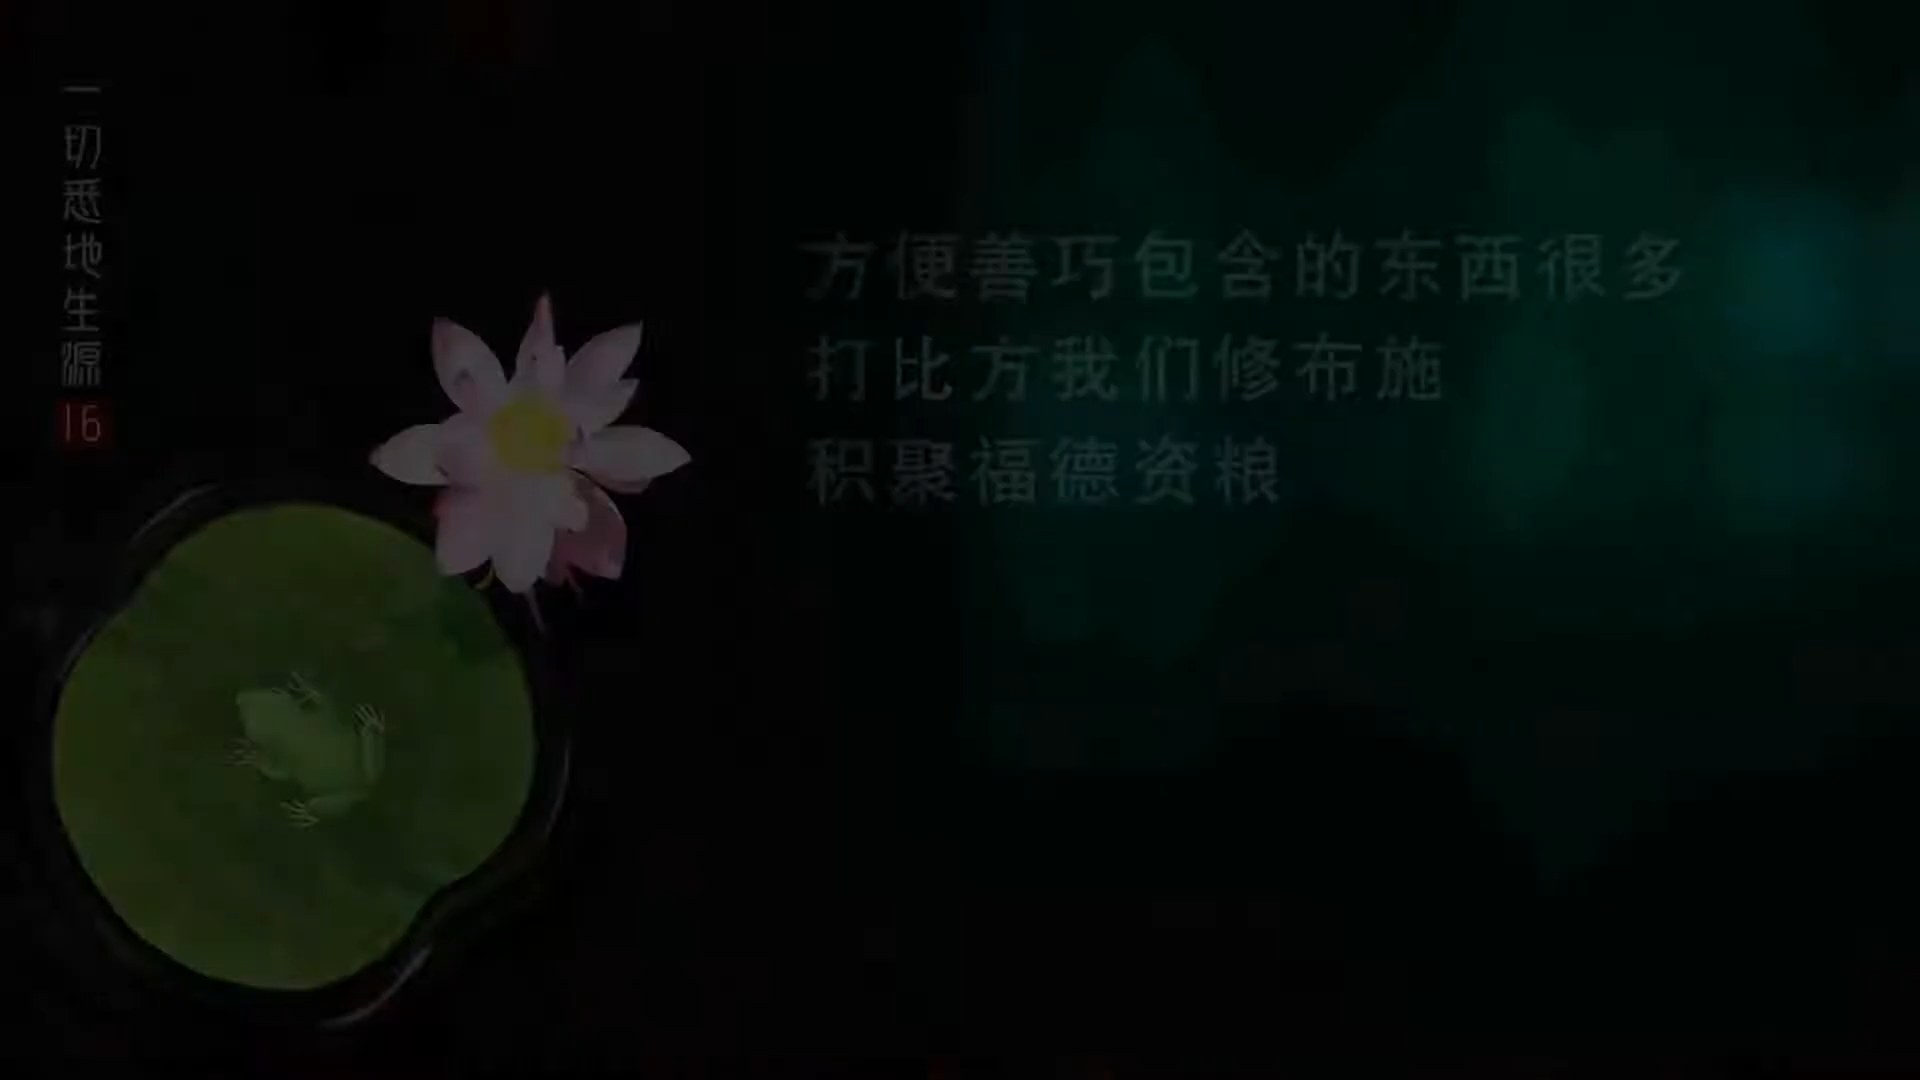 一切悉地生源
16
方便善巧包含的东西很多
打比方我们修布施
积聚福德资粮